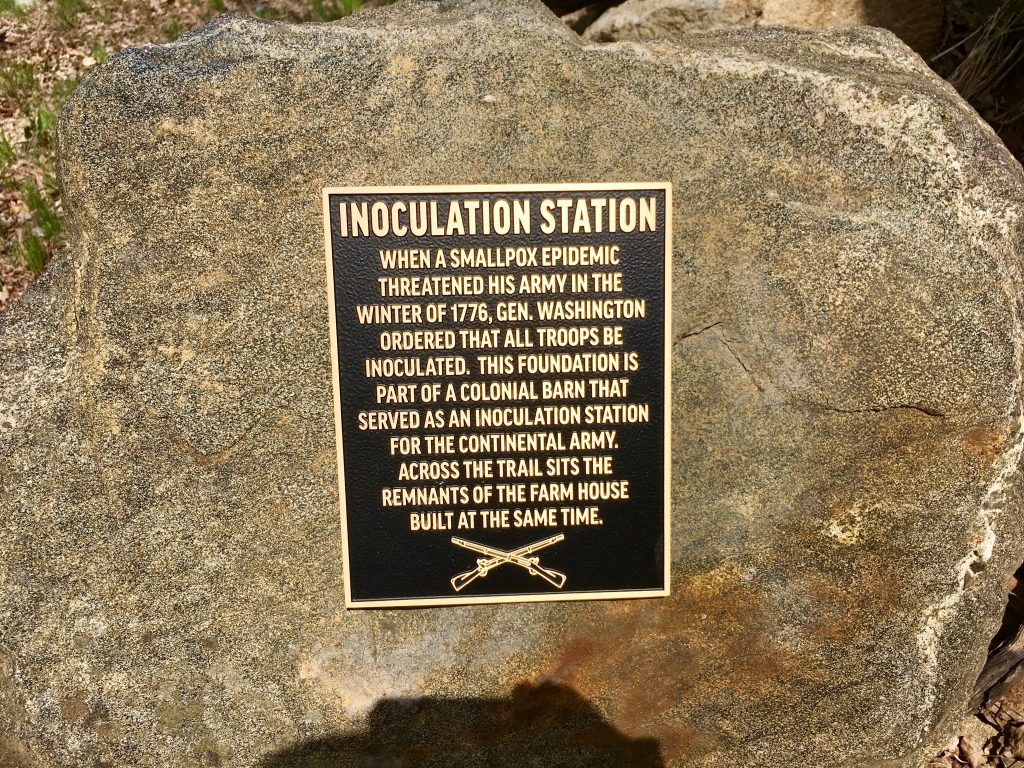 INOCULATION STATION
WHEN A SMALLPOX EPIDEMIC
THREATENED HIS ARMY IN THE
WINTER OF 1776, GEN. WASHINGTON
ORDERED THAT ALL TROOPS BE
INOCULATED. THIS FOUNDATION IS
PART OF A COLONIAL BARN THAT
SERVED AS AN INOCULATION STATION
FOR THE CONTINENTAL ARMY.
ACROSS THE TRAIL SITS THE
REMNANTS OF THE FARM HOUSE
BUILT AT THE SAME TIME.